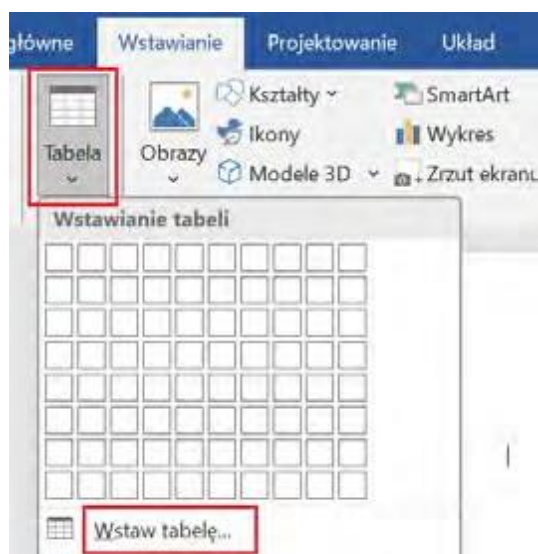 główne Wstawianie Projektowanie Układ
Tabela
Obrazy
Kształty
Ikony
Modele 3D
SmartArt
Wykres
Zrzut ekranu
Wstawianie tabeli
Wstaw tabelę...